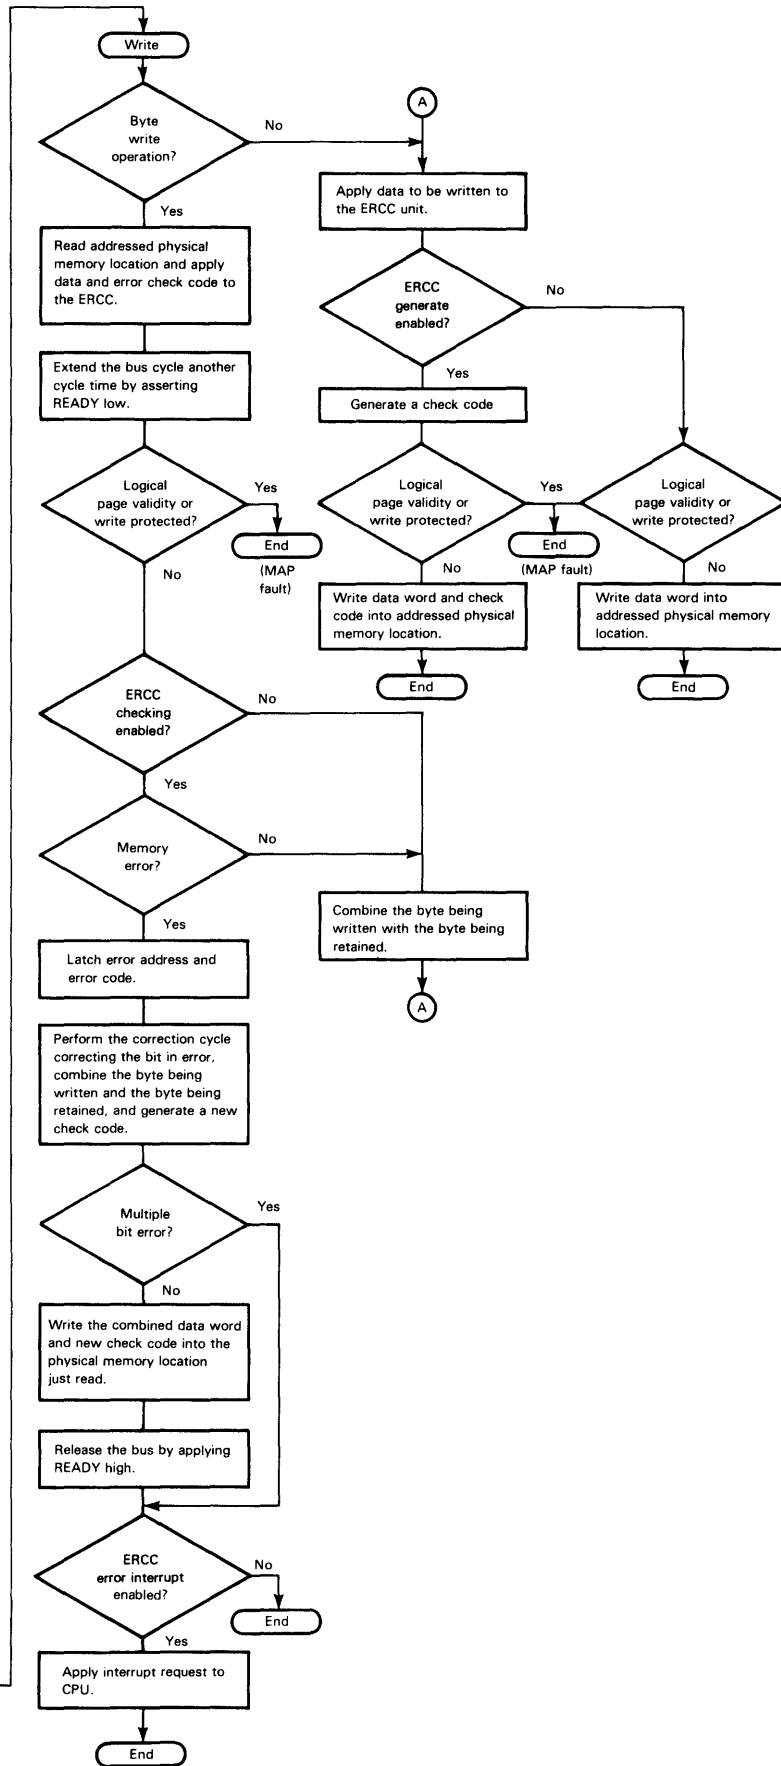 Write
Byte
write
operation?
No
Yes
A
Apply data to be written to
the ERCC unit.
Read addressed physical
memory location and apply
data and error check code to
the ERCC.
ERCC
generate
enabled?
No
Yes
Extend the bus cycle another
cycle time by asserting
READY low.
Generate a check code
Logical
page validity or
write protected?
Yes
End
(MAP
fault)
No
Logical
page validity or
write protected?
Yes
End
(MAP fault)
No
Logical
page validity or
write protected?
No
Write data word and check
code into addressed physical
memory location.
End
Write data word into
addressed physical memory
location.
End
ERCC
checking
enabled?
No
Yes
Memory
error?
No
Yes
Combine the byte being
written with the byte being
retained.
A
Latch error address and
error code.
Perform the correction cycle
correcting the bit in error,
combine the byte being
written and the byte being
retained, and generate a new
check code.
Multiple
bit error?
Yes
No
Write the combined data word
and new check code into the
physical memory location
just read.
Release the bus by applying
READY high.
ERCC
error interrupt
enabled?
No
End
Yes
Apply interrupt request to
CPU.
End